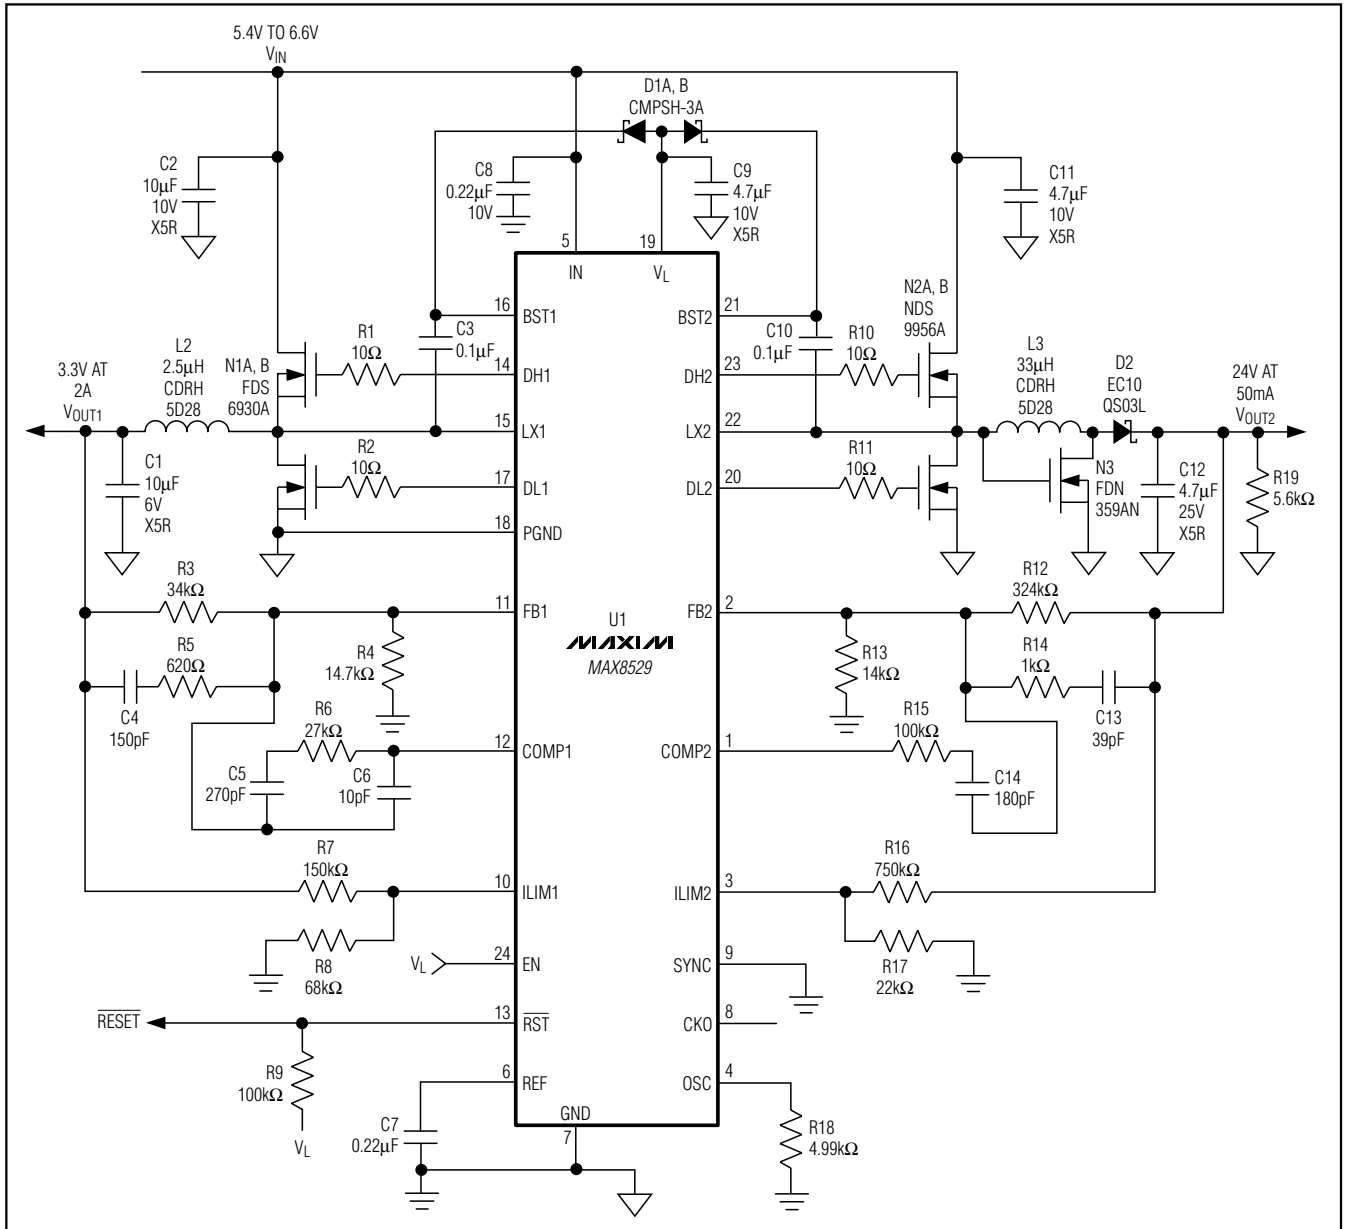 5.4V TO 6.6V
VIN
D1A, B
CMPSH-3A
C2
10µF
10V
X5R
C8
0.22µF
10V
C9
4.7µF
10V
X5R
C11
4.7µF
10V
X5R
5
19
IN
VL
N2A, B
NDS
9956A
16
BST1
BST2
21
C3
0.1µF
C10
0.1µF
R1
10Ω
R10
10Ω
L2
2.5µH
CDRH
5D28
N1A, B
FDS
6930A
14
DH1
DH2
23
L3
33µH
CDRH
5D28
D2
EC10
QS03L
3.3V AT
2A
VOUT1
24V AT
50mA
VOUT2
15
LX1
LX2
22
R2
10Ω
R11
10Ω
C1
10µF
6V
X5R
17
DL1
DL2
20
N3
FDN
359AN
C12
4.7µF
25V
X5R
R19
5.6kΩ
18
PGND
R3
34kΩ
R12
324kΩ
11
FB1
FB2
2
U1
MAXIM
MAX8529
R5
620Ω
R4
14.7kΩ
R13
14kΩ
R14
1kΩ
C4
150pF
C13
39pF
R6
27kΩ
R15
100kΩ
12
COMP1
COMP2
1
C5
270pF
C6
10pF
C14
180pF
R7
150kΩ
R16
750kΩ
10
ILIM1
ILIM2
3
R8
68kΩ
R17
22kΩ
VL
24
EN
SYNC
9
RESET
13
RST
CKO
8
R9
100kΩ
VL
6
REF
OSC
4
C7
0.22µF
GND
7
R18
4.99kΩ